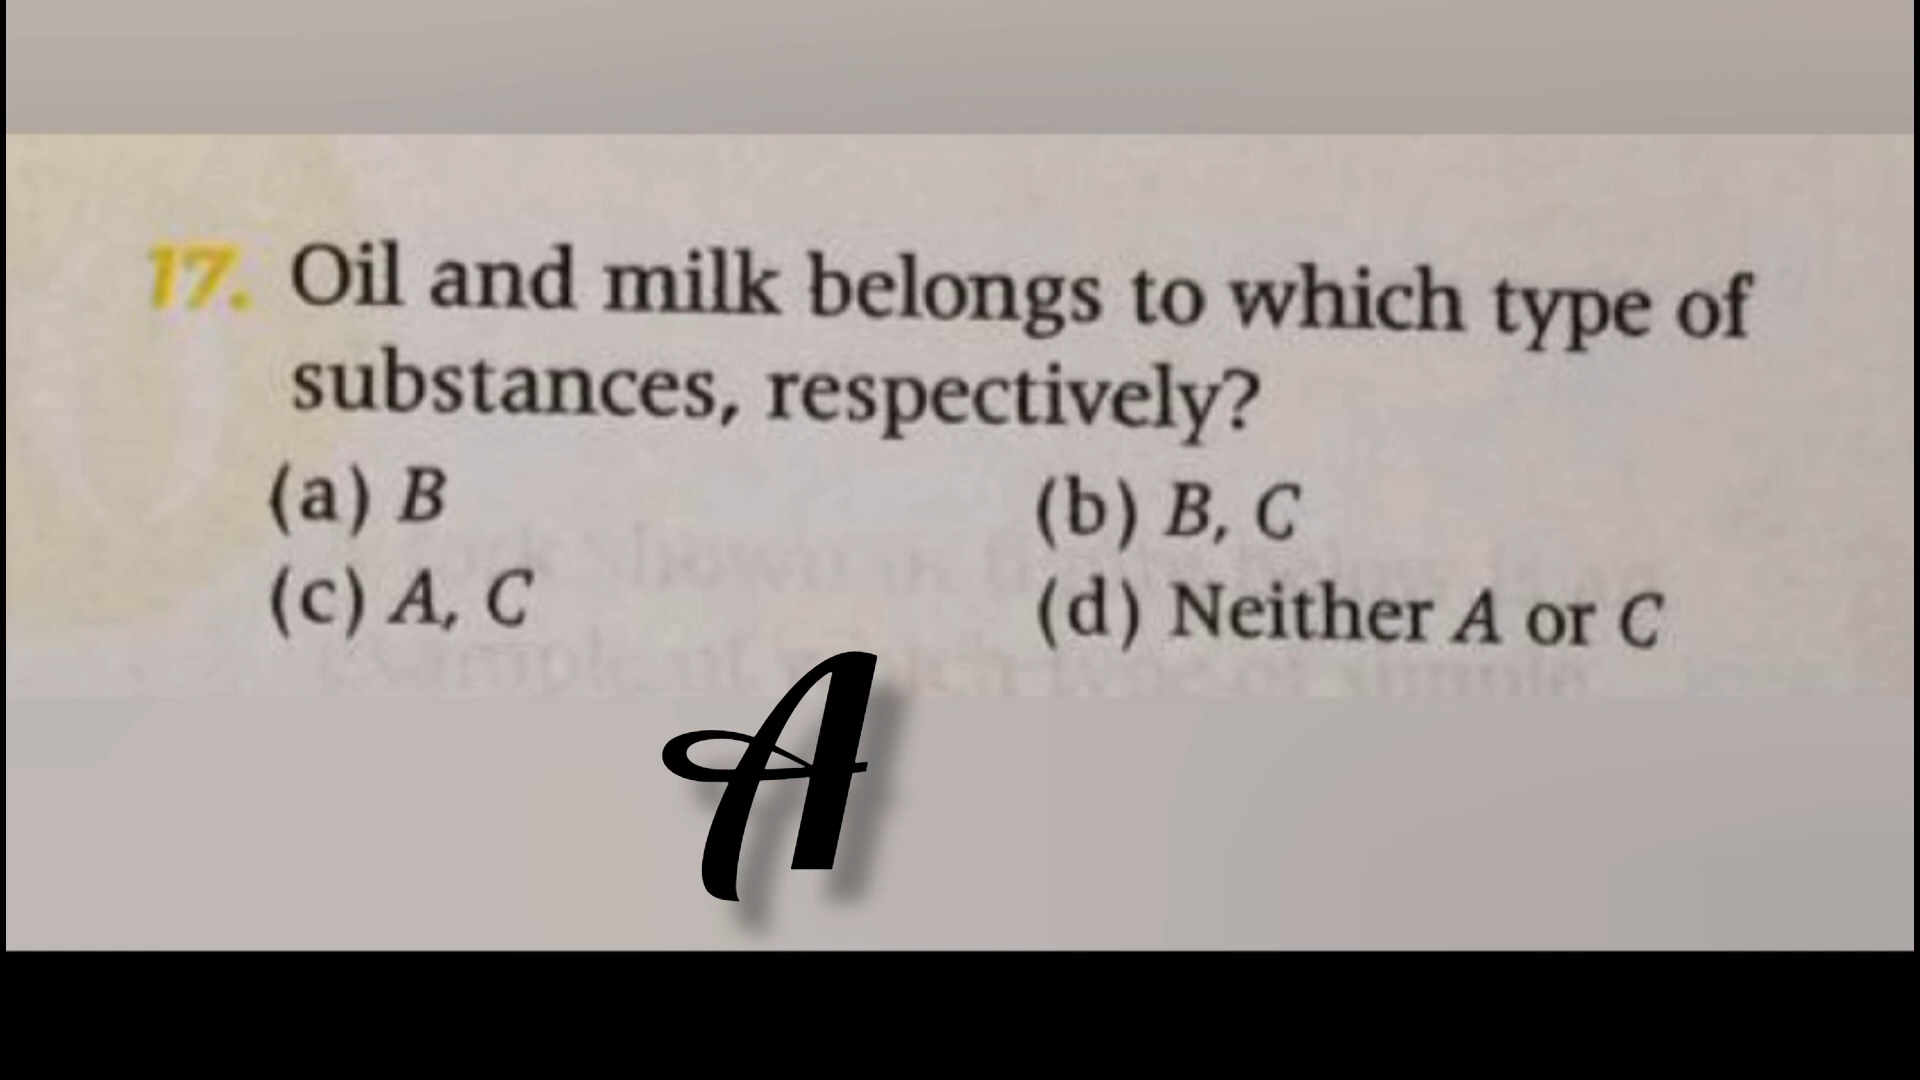 17. Oil and milk belongs to which type of
substances, respectively?
(a) B (b) B, C
(c) A, C (d) Neither A or C
A